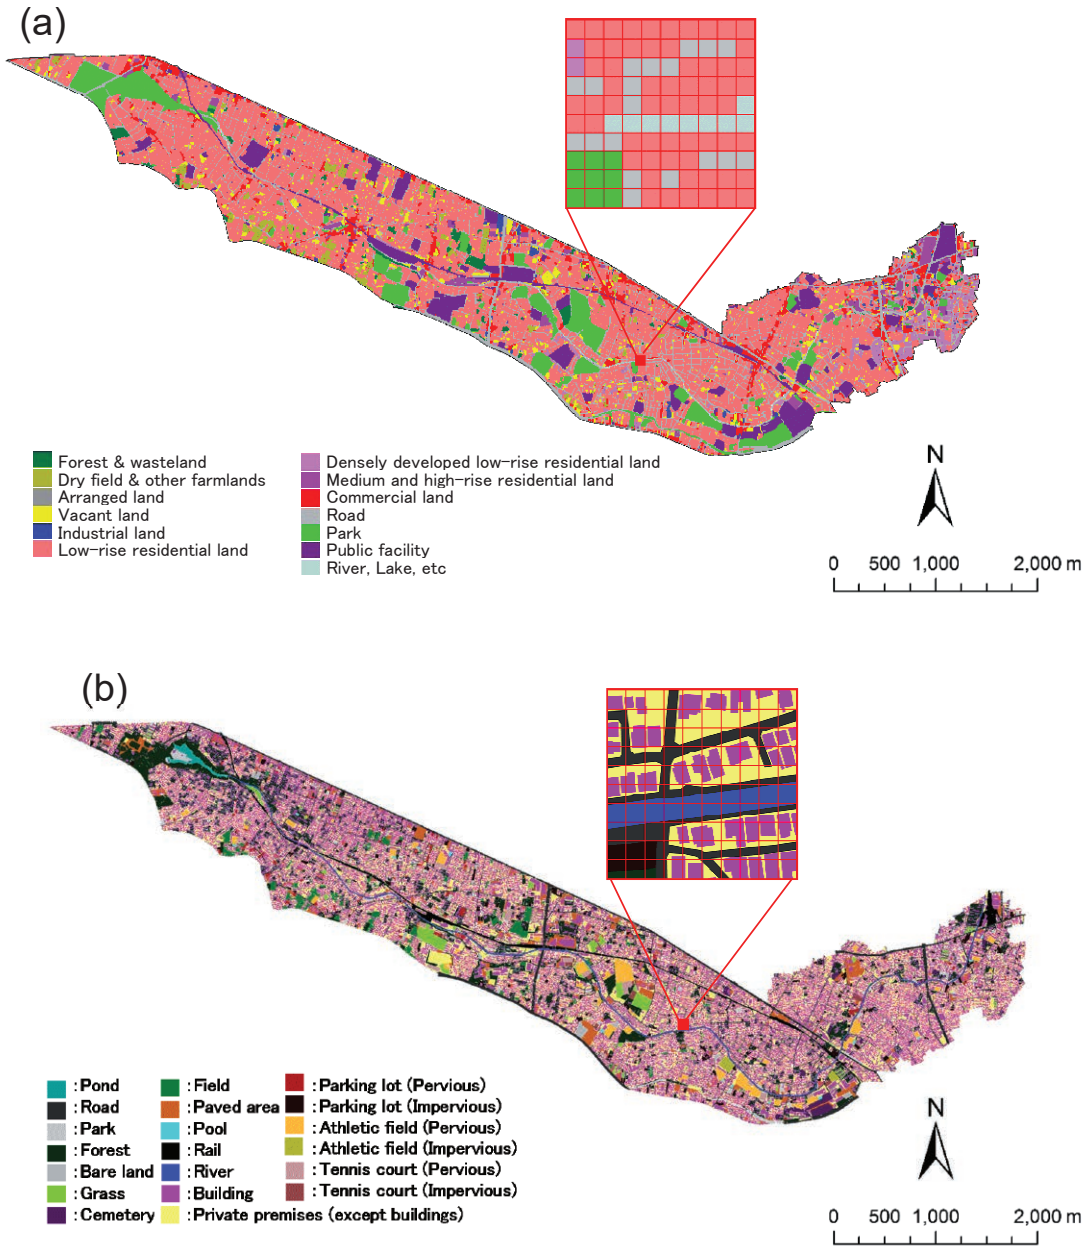 (a)
Forest & wasteland
Dry field & other farmlands
Arranged land
Vacant land
Industrial land
Low-rise residential land
Densely developed low-rise residential land
Medium and high-rise residential land
Commercial land
Road
Park
Public facility
River, Lake, etc
N
0 500 1,000 2,000 m
(b)
:Pond
:Road
:Park
:Forest
:Bare land
:Grass
:Cemetery
:Field
:Paved area
:Pool
:Rail
:River
:Building
:Private premises (except buildings)
:Parking lot (Pervious)
:Parking lot (Impervious)
:Athletic field (Pervious)
:Athletic field (Impervious)
:Tennis court (Pervious)
:Tennis court (Impervious)
N
0 500 1,000 2,000 m